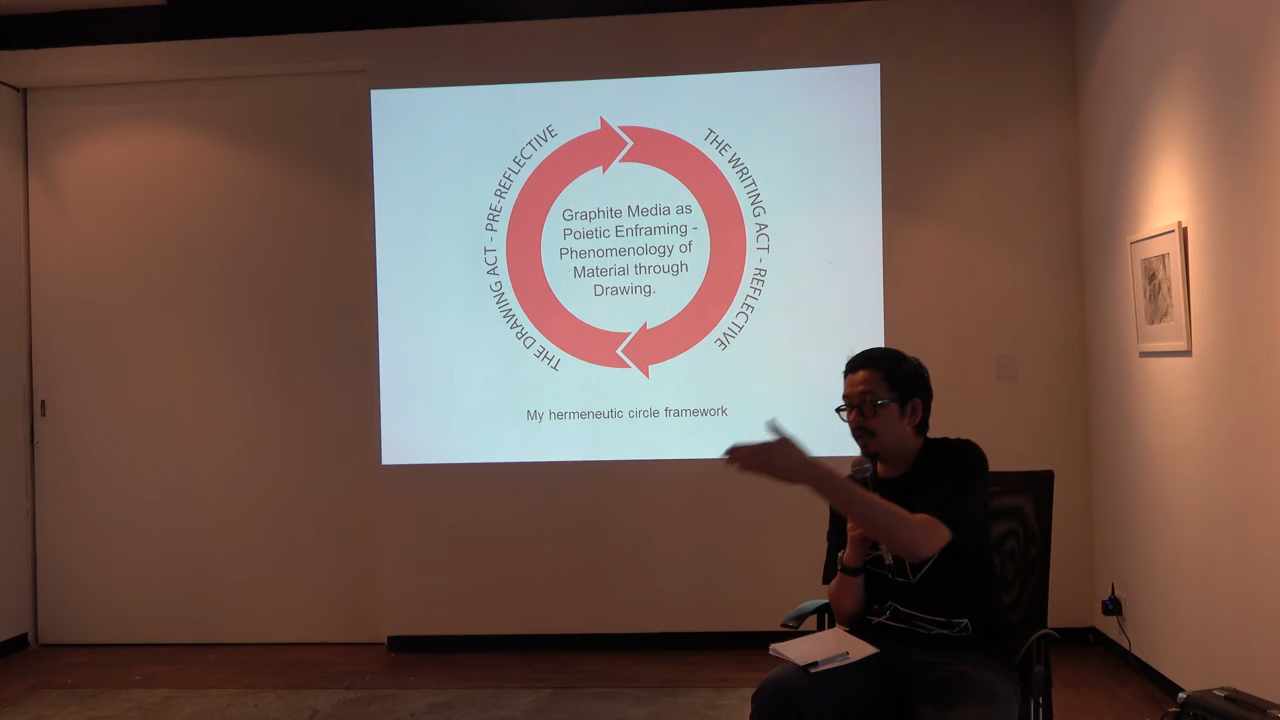 THE DRAWING ACT - PRE-REFLECTIVE
THE WRITING ACT - REFLECTIVE
Graphite Media as
Poietic Enframing -
Phenomenology of
Material through
Drawing.
My hermeneutic circle framework